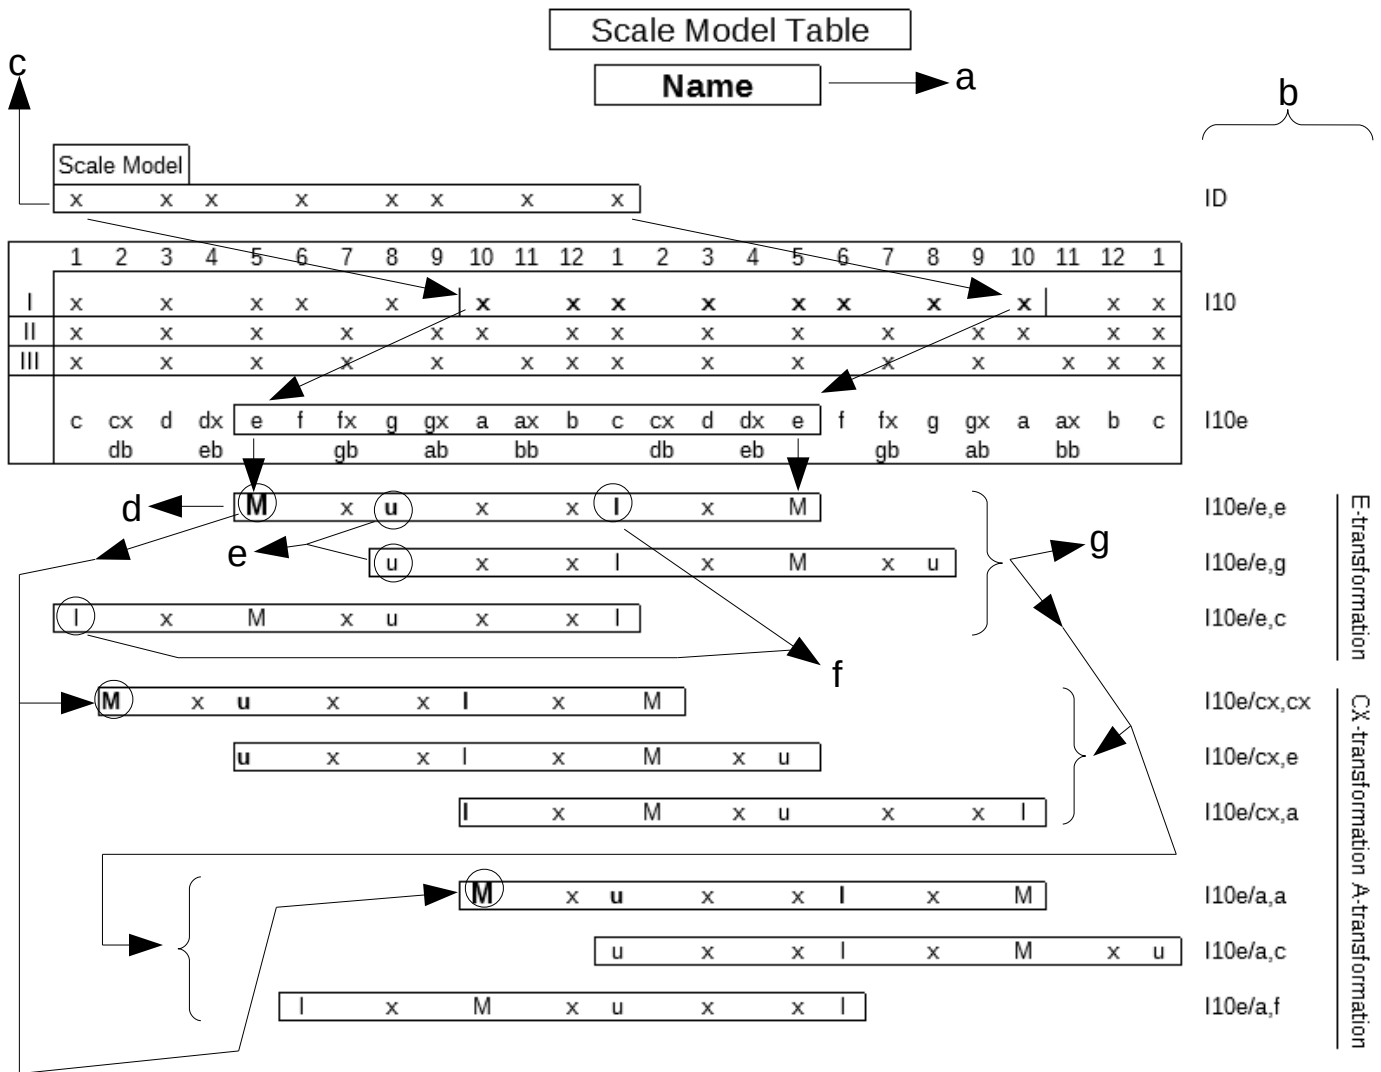 Scale Model Table
c
Name a
b
Scale Model
x x x x x x x x ID
1 2 3 4 5 6 7 8 9 10 11 12 1 2 3 4 5 6 7 8 9 10 11 12 1
I x x x x x x x x x x x x x x x I10
II x x x x x x x x x x x x x x x
III x x x x x x x x x x x x x x x
c cx d dx e f fx g gx a ax b c cx d dx e f fx g gx a ax b c I10e
db eb gb ab bb db eb gb ab bb
d M x u x x l x M I10e/e,e
e u x x l x M x u g I10e/e,g
l x M x u x x l I10e/e,c
f
E-transformation
M x u x x l x M I10e/cx,cx
u x x l x M x u I10e/cx,e
l x M x u x x l I10e/cx,a
M x u x x l x M I10e/a,a
u x x l x M x u I10e/a,c
l x M x u x x l I10e/a,f
CX-transformation A-transformation